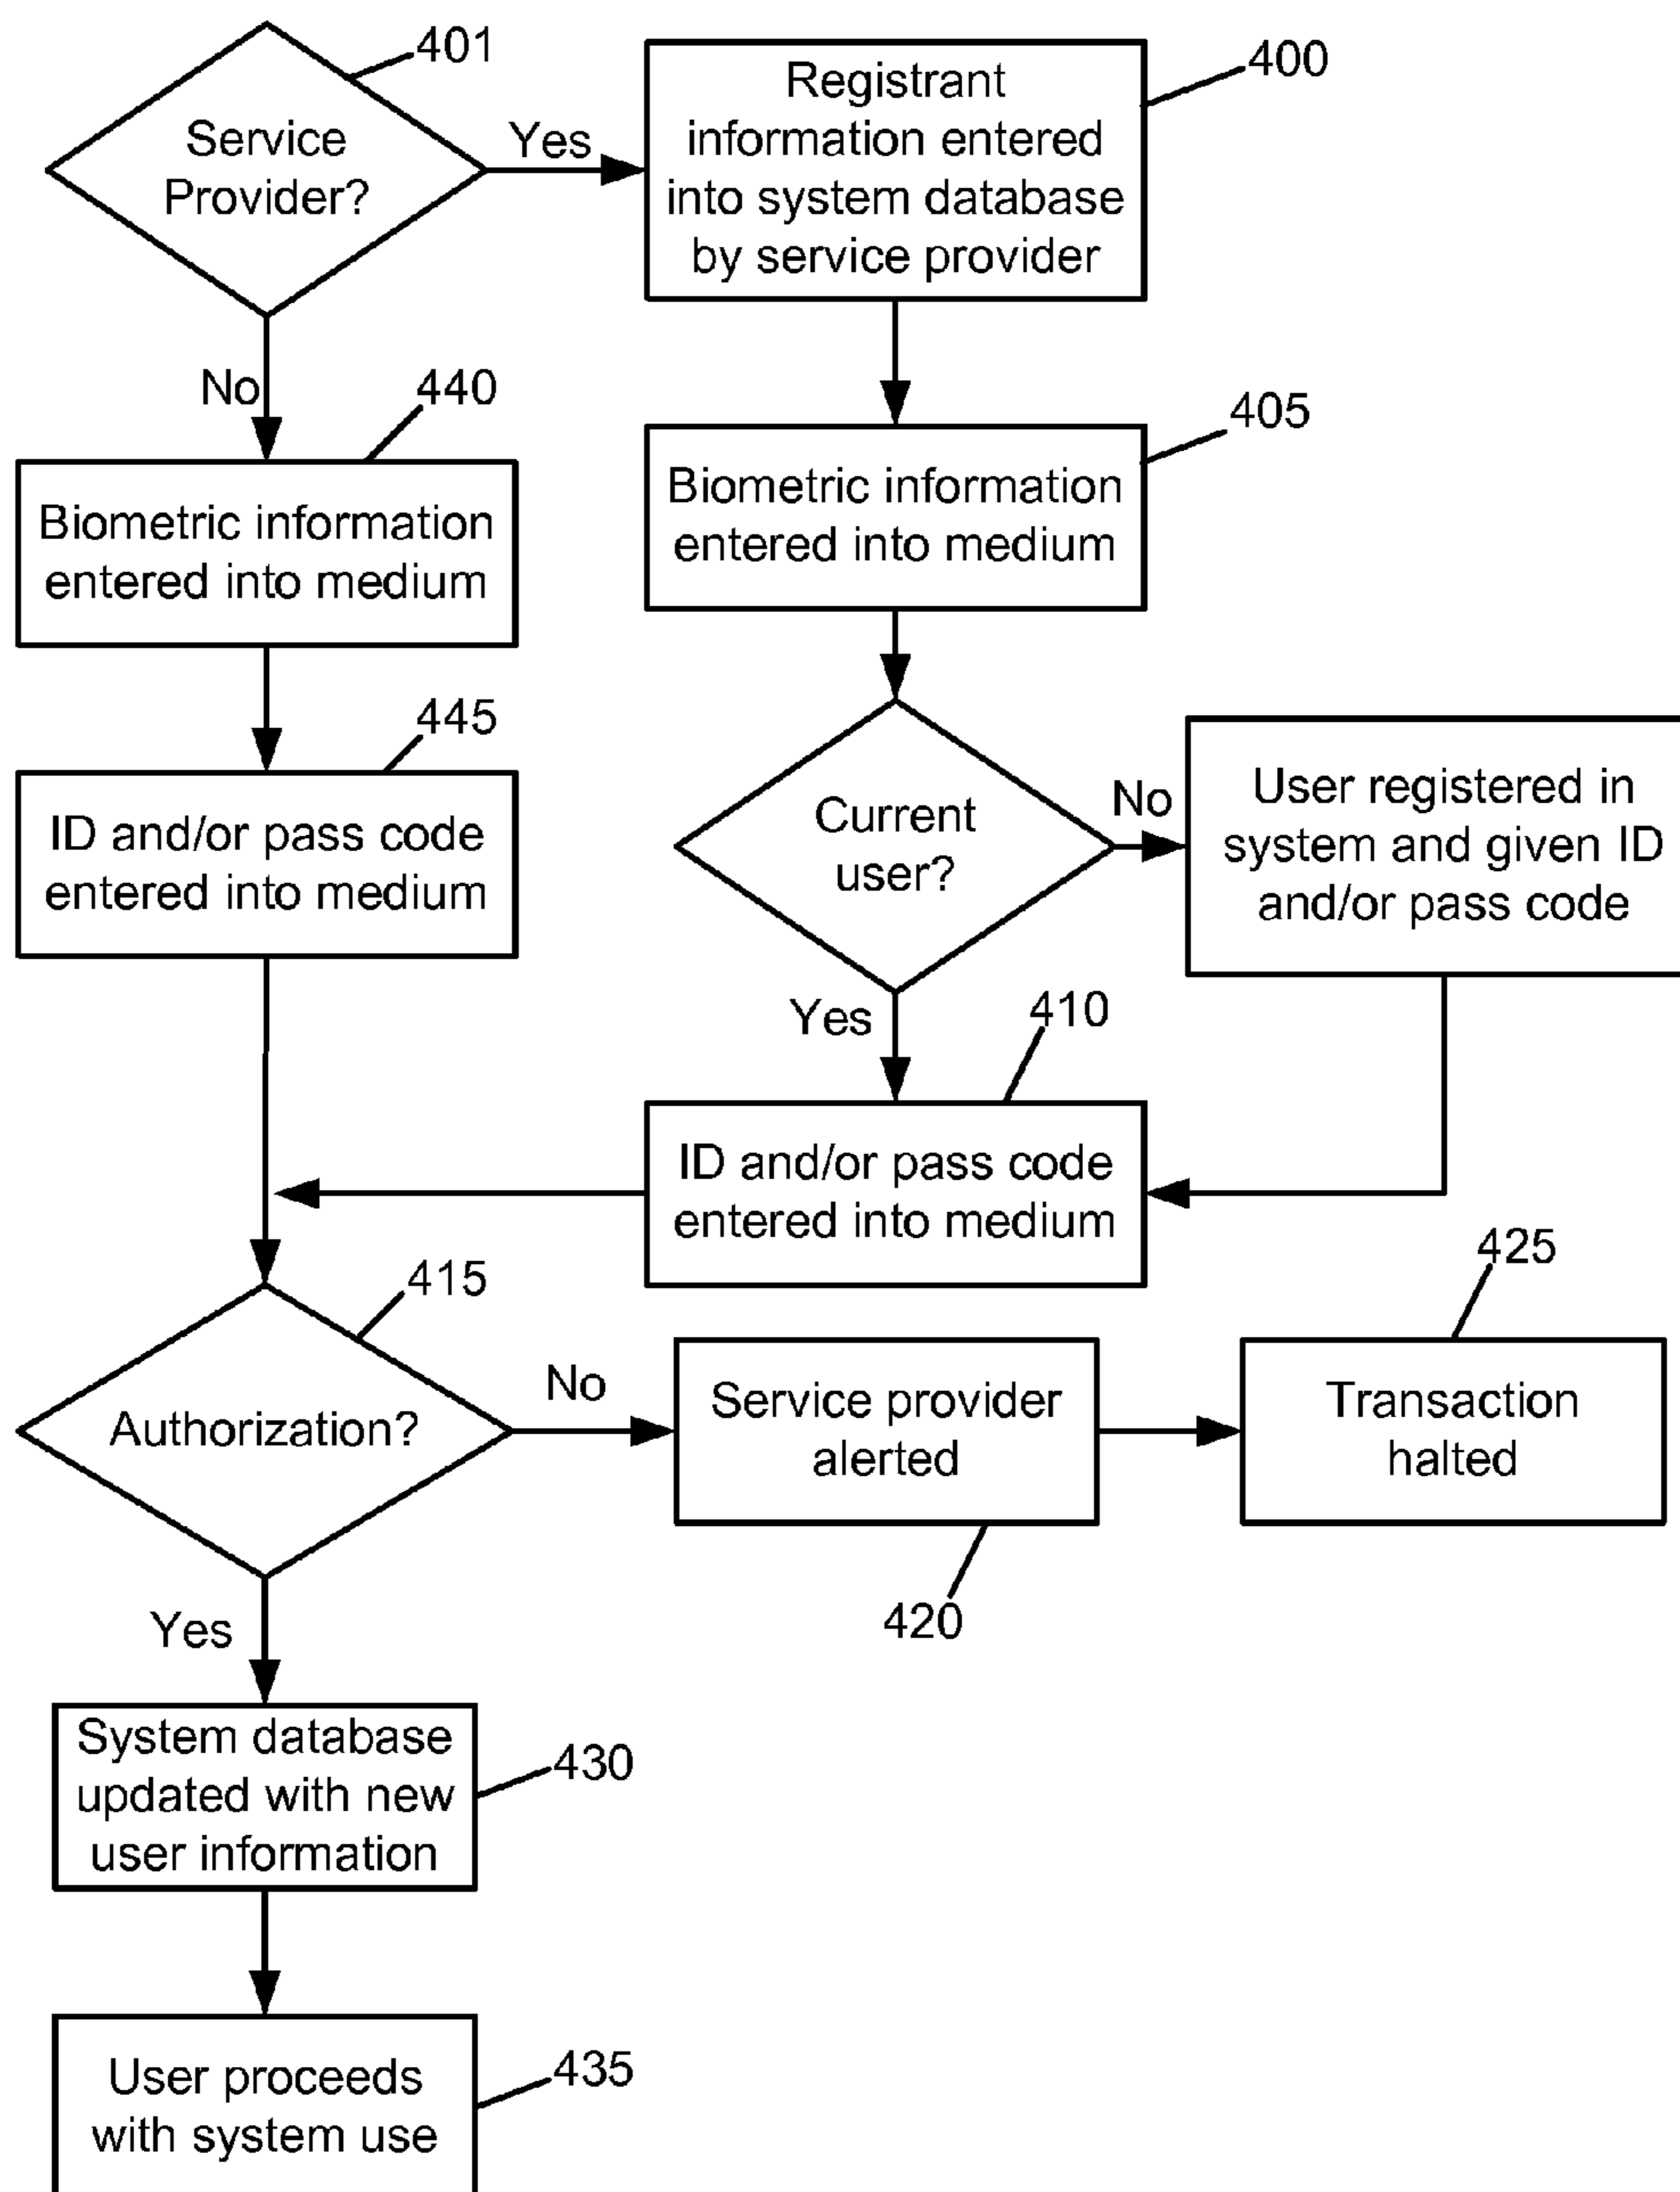 401
Service
Provider?
Yes
Registrant
information entered
into system database
by service provider
400
No
440
Biometric information
entered into medium
405
Biometric information
entered into medium
445
ID and/or pass code
entered into medium
Current
user?
No
User registered in
system and given ID
and/or pass code
Yes
410
ID and/or pass code
entered into medium
415
Authorization?
No
Service provider
alerted
420
425
Transaction
halted
Yes
System database
updated with new
user information
430
User proceeds
with system use
435